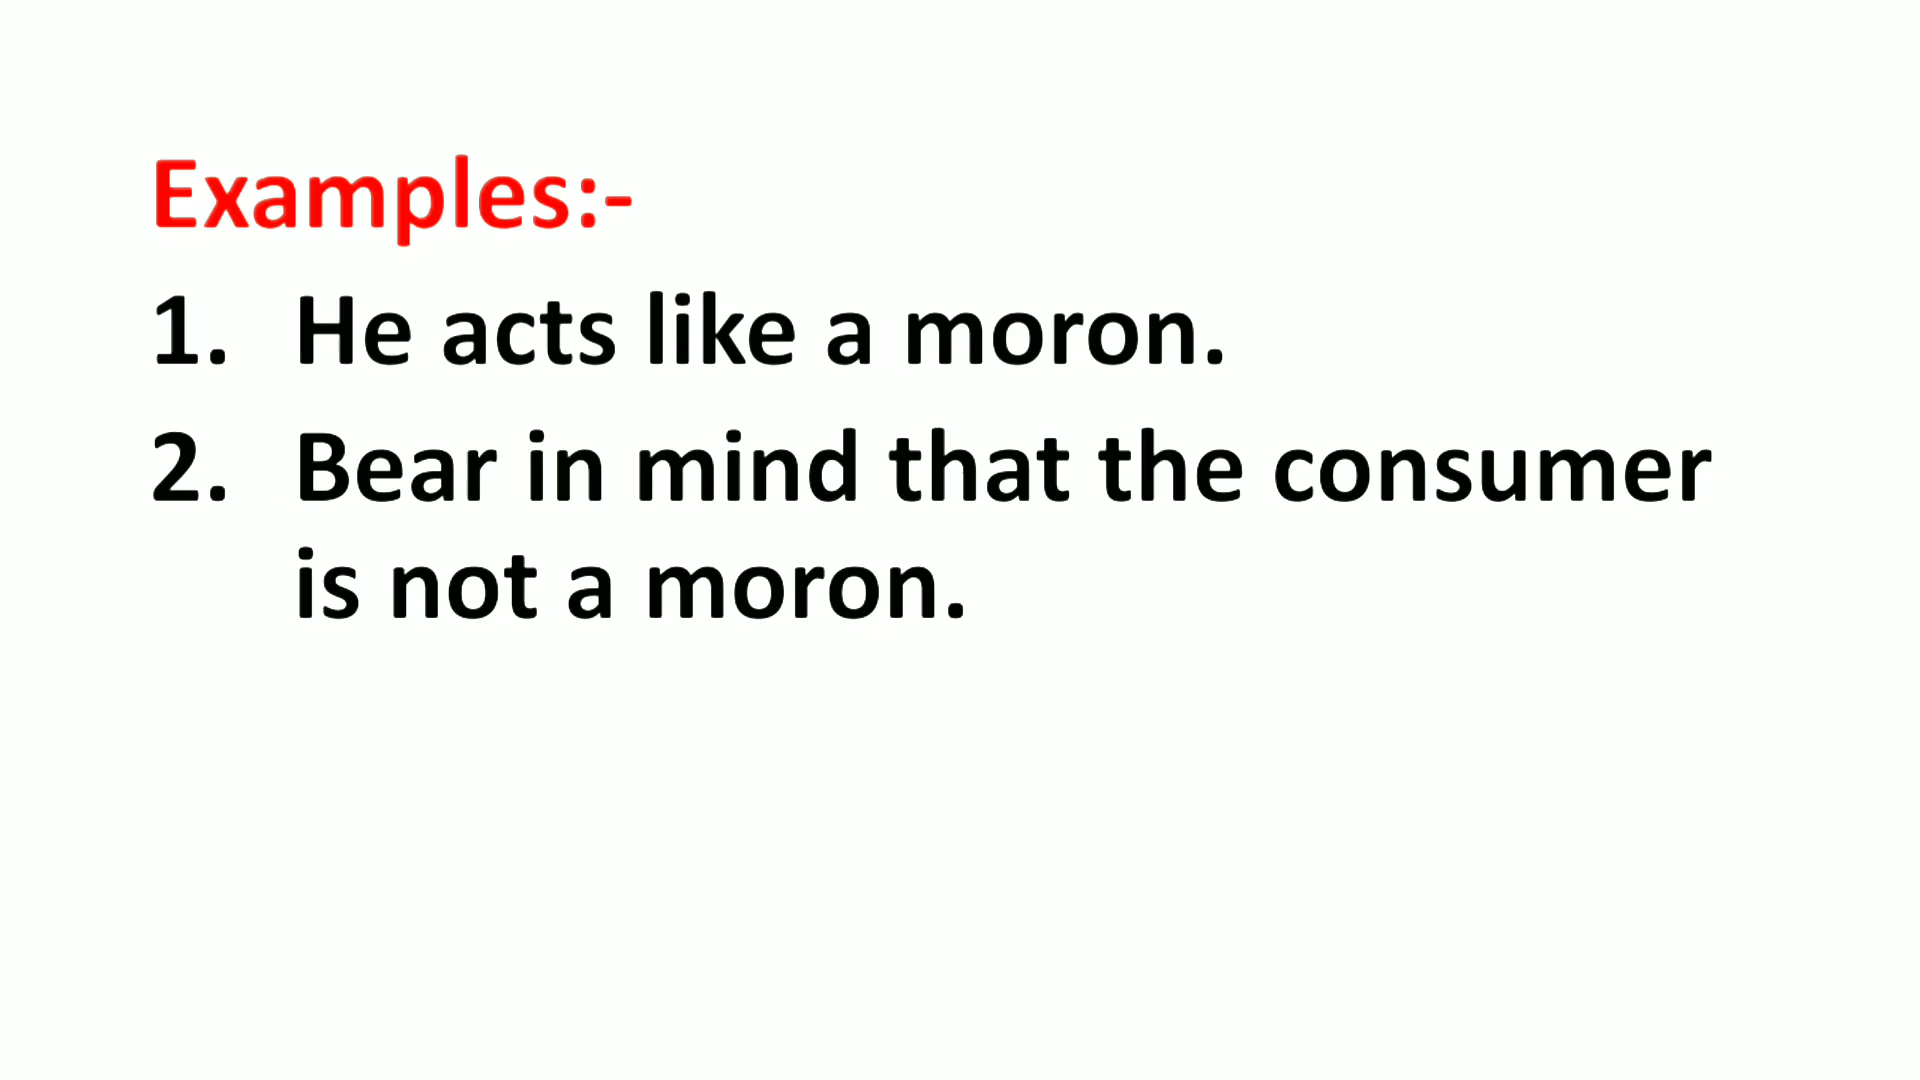 Examples:-
1. He acts like a moron.
2. Bear in mind that the consumer
is not a moron.